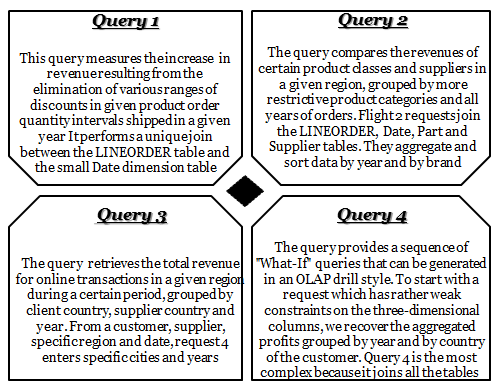 Query 1
This query measures the increase in
revenue resulting from the
elimination of various ranges of
discounts in given product order
quantity intervals shipped in a given
year It performs a unique join
between the LINEORDER table and
the small Date dimension table
Query 2
The query compares the revenues of
certain product classes and suppliers in
a given region, grouped by more
restrictive product categories and all
years of orders. Flight 2 requests join
the LINEORDER, Date, Part and
Supplier tables. They aggregate and
sort data by year and by brand
Query 3
The query retrieves the total revenue
for online transactions in a given region
during a certain period, grouped by
client country, supplier country and
year. From a customer, supplier,
specific region and date, request 4
enters specific cities and years
Query 4
The query provides a sequence of
"What-If" queries that can be generated
in an OLAP drill style. To start with a
request which has rather weak
constraints on the three-dimensional
columns, we recover the aggregated
profits grouped by year and by country
of the customer. Query 4 is the most
complex because it joins all the tables